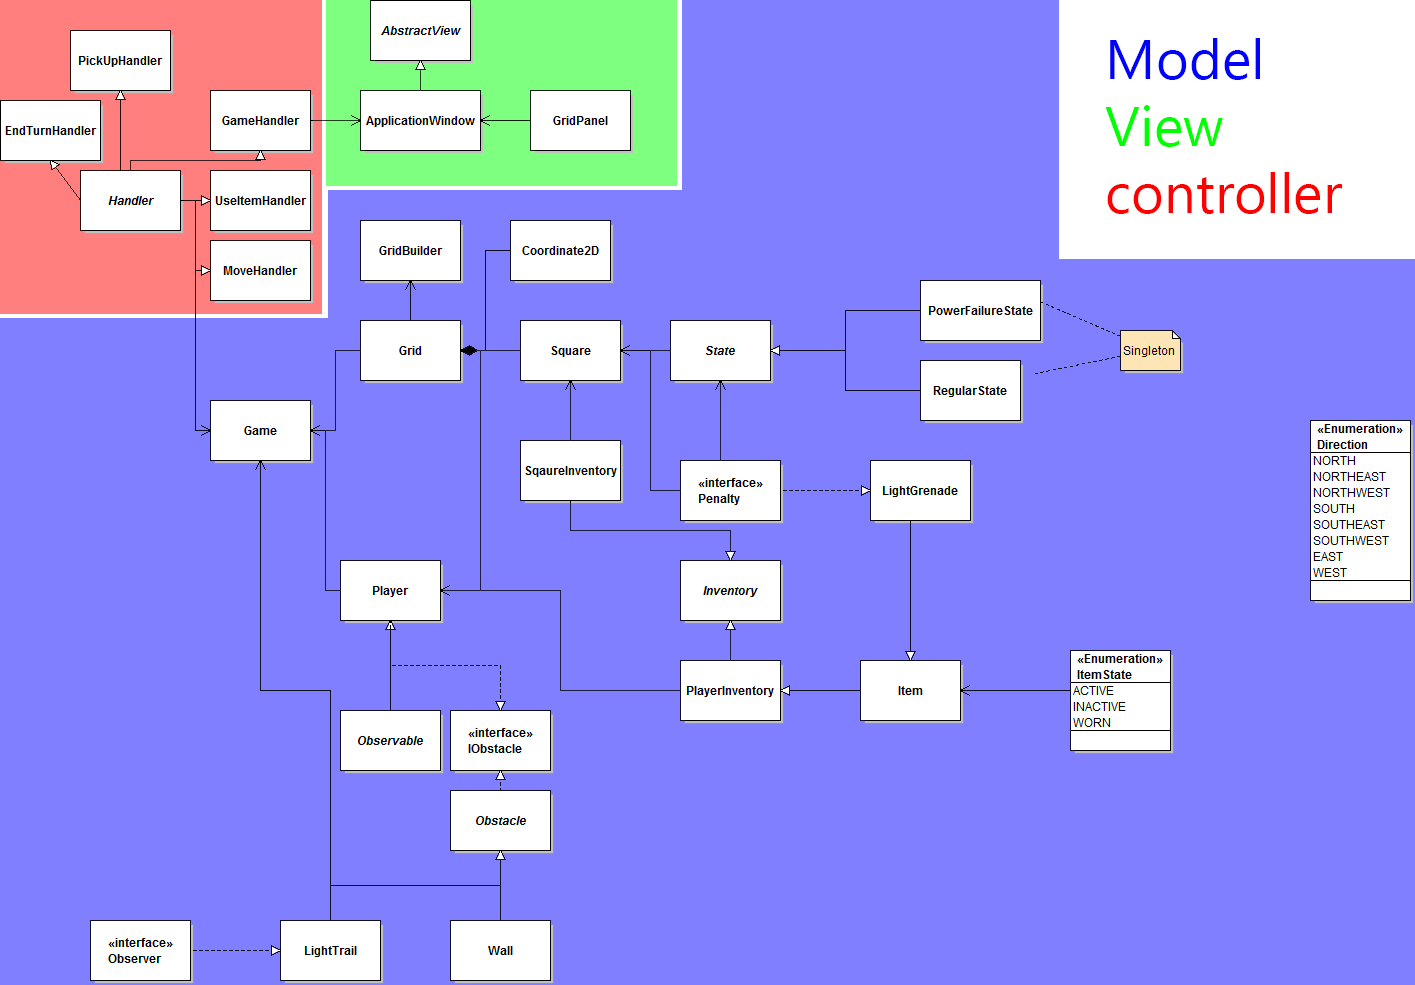 AbstractView
PickUpHandler
EndTurnHandler
GameHandler
ApplicationWindow
GridPanel
Handler
UseItemHandler
MoveHandler
Model
View
controller
GridBuilder
Coordinate2D
Grid
Square
State
PowerFailureState
RegularState
Singleton
Game
SqaureInventory
«interface»
Penalty
LightGrenade
«Enumeration»
Direction
NORTH
NORTHEAST
NORTHWEST
SOUTH
SOUTHEAST
SOUTHWEST
EAST
WEST
Player
Inventory
PlayerInventory
Item
«Enumeration»
ItemState
ACTIVE
INACTIVE
WORN
Observable
«interface»
IObstacle
Obstacle
«interface»
Observer
LightTrail
Wall